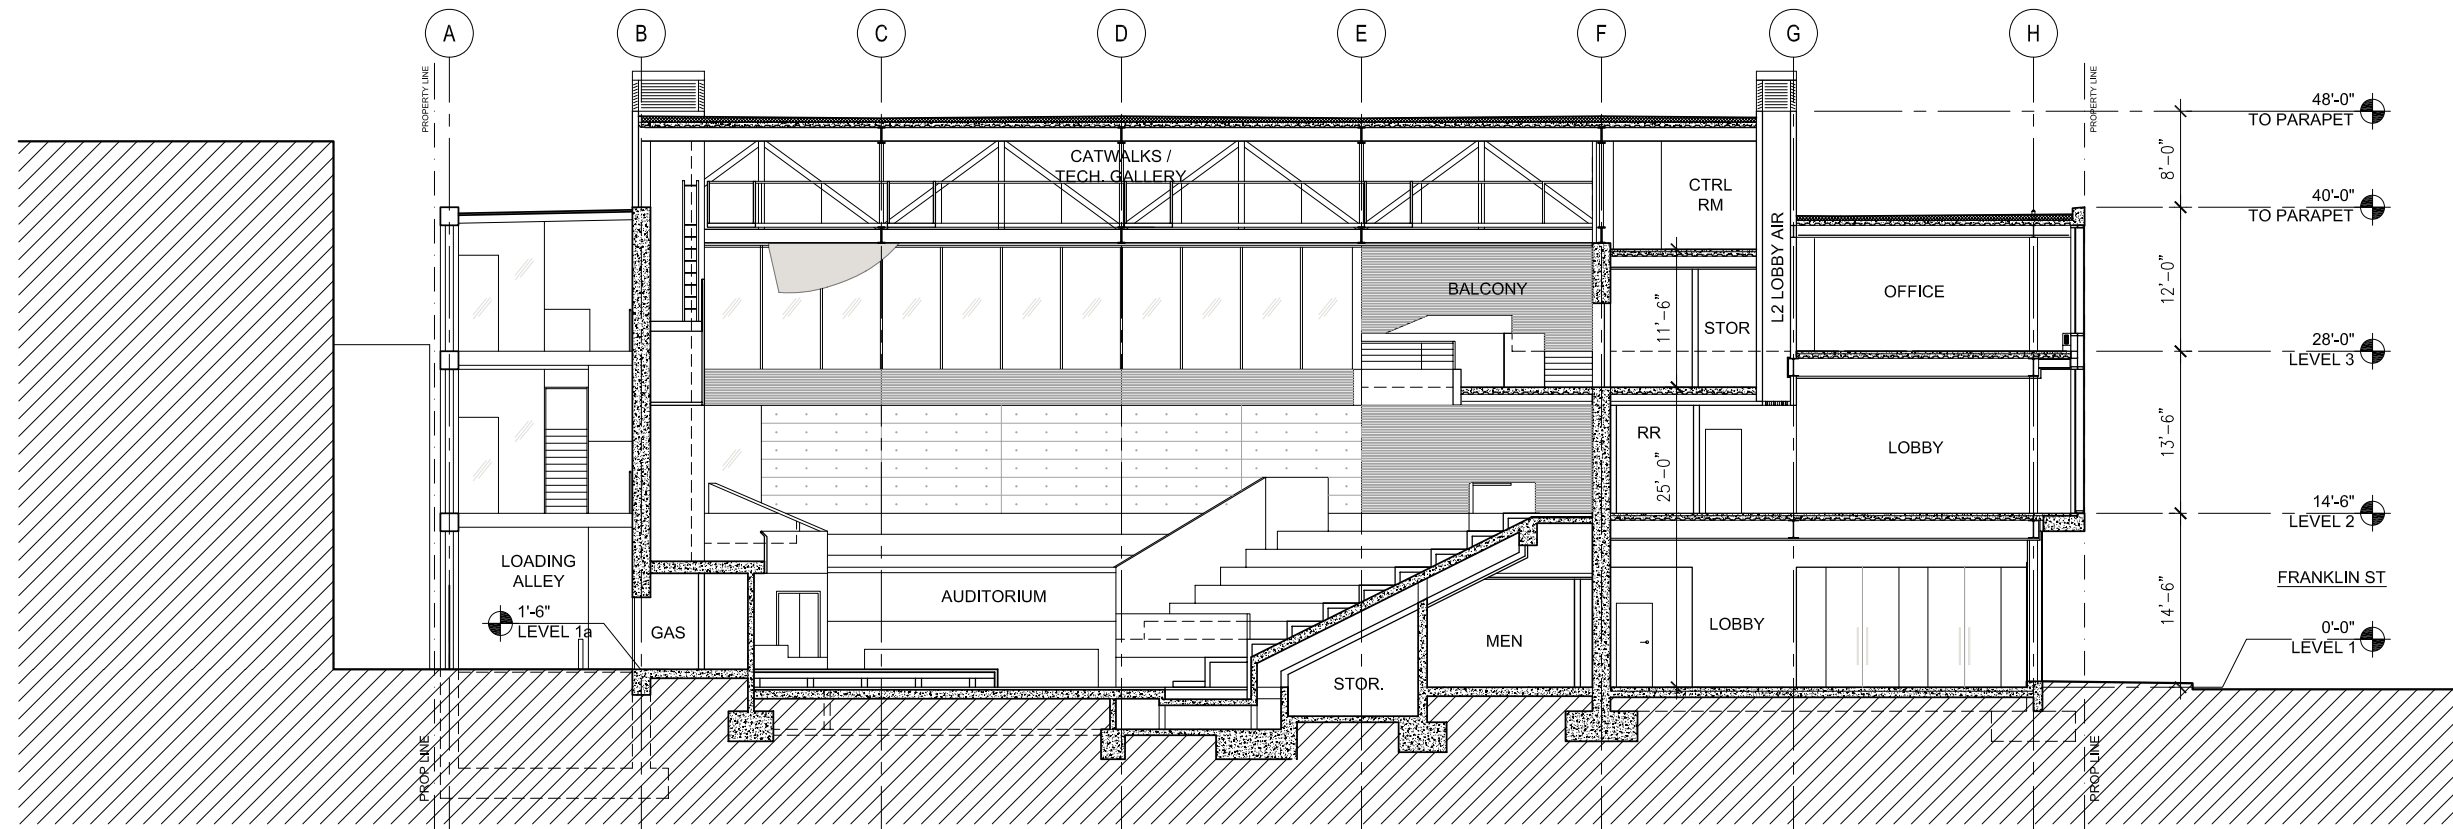 A
B
C
D
E
F
G
H
PROPERTY LINE
PROPERTY LINE
48'-0"
TO PARAPET
8'-0"
CATWALKS /
TECH. GALLERY
CTRL
RM
40'-0"
TO PARAPET
L2 LOBBY AIR
12'-0"
BALCONY
OFFICE
11'-6"
STOR
28'-0"
LEVEL 3
RR
LOBBY
13'-6"
25'-0"
14'-6"
LEVEL 2
LOADING
ALLEY
FRANKLIN ST
AUDITORIUM
14'-6"
1'-6"
LEVEL 1a
GAS
LOBBY
MEN
0'-0"
LEVEL 1
STOR.
PROP LINE
PROP LINE